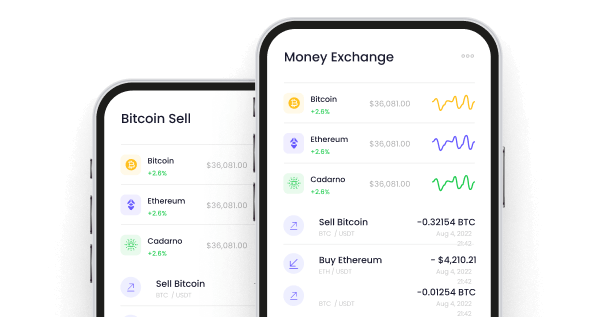 Bitcoin Sell
Bitcoin
+2.6%
$36,081.00
Ethereum
+2.6%
$36,081.00
Cadarno
+2.6%
$36,081.00
Sell Bitcoin
BTC / USDT
Money Exchange
Bitcoin
+2.6%
$36,081.00
Ethereum
+2.6%
$36,081.00
Cadarno
+2.6%
$36,081.00
Sell Bitcoin
-0.32154 BTC
BTC / USDT
Aug 4, 2022
21:42
Buy Ethereum
- $4,210.21
ETH / USDT
Aug 4, 2022
21:42
-0.01254 BTC
BTC / USDT
Aug 4, 2022
21:42